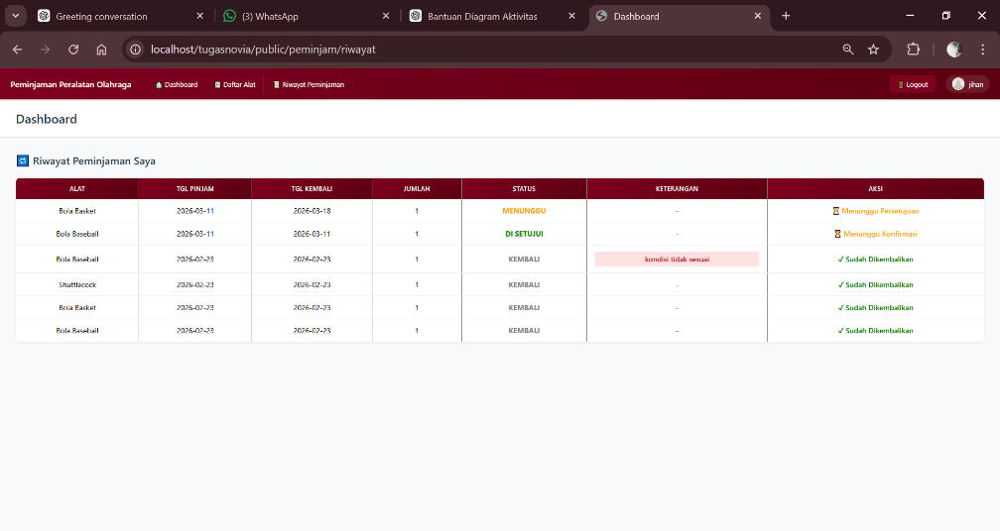 Greeting conversation
(3) WhatsApp
Bantuan Diagram Aktivitas
Dashboard
localhost/tugasnovia/public/peminjam/riwayat
Peminjaman Peralatan Olahraga Dashboard Daftar Alat Riwayat Peminjaman Logout jihan
Dashboard
Riwayat Peminjaman Saya
ALAT TGL PINJAM TGL KEMBALI JUMLAH STATUS KETERANGAN AKSI
Bola Basket 2026-03-11 2026-03-18 1 MENUNGGU - Menunggu Persetujuan
Bola Baseball 2026-03-11 2026-03-11 1 DI SETUJUI - Menunggu Konfirmasi
Bola Baseball 2026-02-23 2026-02-23 1 KEMBALI kondisi tidak sesuai ✓ Sudah Dikembalikan
Shuttlecock 2026-02-23 2026-02-23 1 KEMBALI - ✓ Sudah Dikembalikan
Bola Basket 2026-02-23 2026-02-23 1 KEMBALI - ✓ Sudah Dikembalikan
Bola Baseball 2026-02-23 2026-02-23 1 KEMBALI - ✓ Sudah Dikembalikan